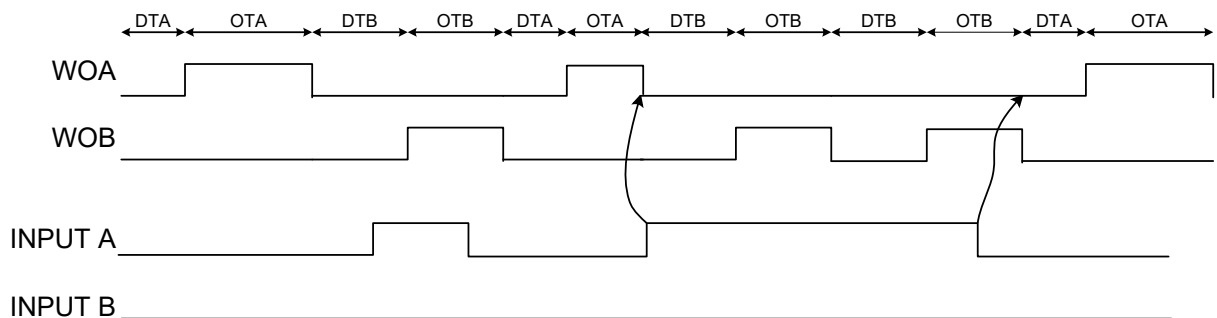 DTA OTA DTB OTB DTA OTA DTB OTB DTB OTB DTA OTA
WOA
WOB
INPUT A
INPUT B